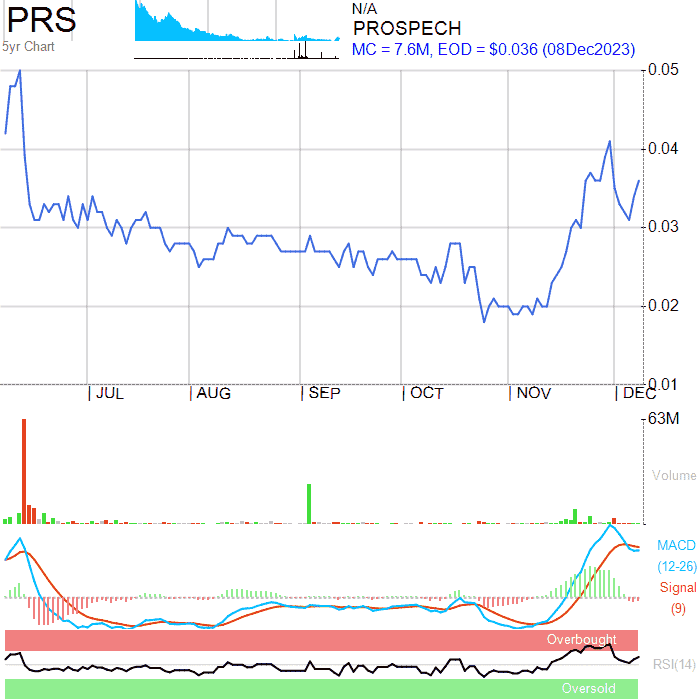 PRS
5yr Chart
N/A
PROSPECH
MC = 7.6M, EOD = $0.036 (08Dec2023)
0.05
0.04
0.03
0.02
0.01
JUL AUG SEP OCT NOV DEC
63M
Volume
MACD
(12-26)
Signal
(9)
Overbought
RSI(14)
Oversold